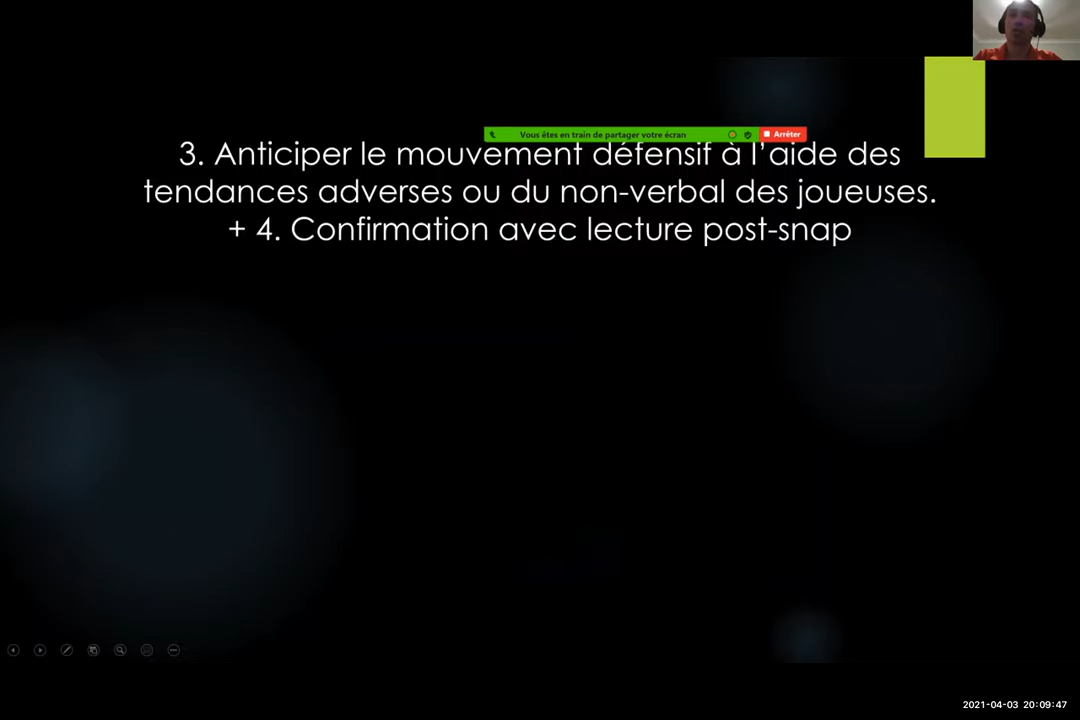 Vous êtes en train de partager votre écran
Arrêter
3. Anticiper le mouvement défensif à l’aide des
tendances adverses ou du non-verbal des joueuses.
+ 4. Confirmation avec lecture post-snap
2021-04-03 20:09:47